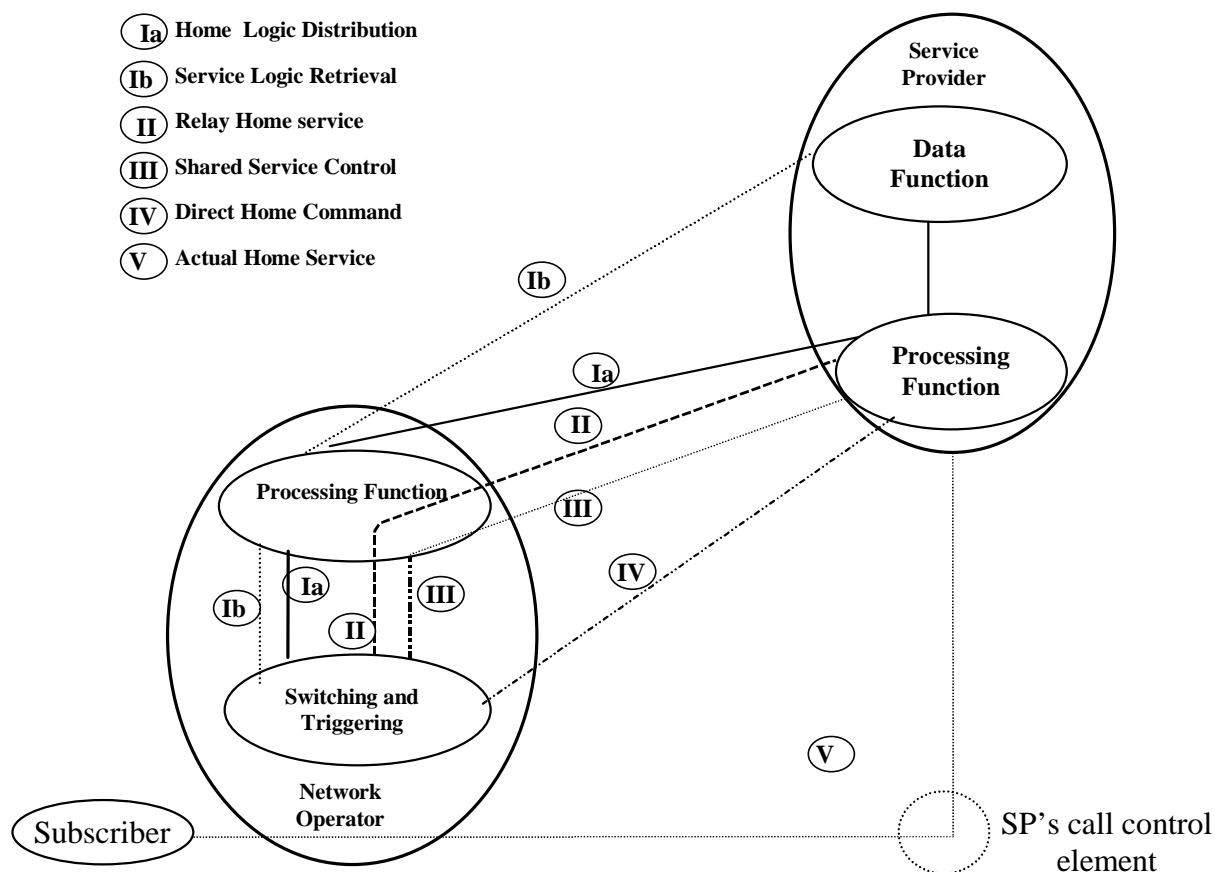 Ia Home Logic Distribution
Ib Service Logic Retrieval
II Relay Home service
III Shared Service Control
IV Direct Home Command
V Actual Home Service
Service
Provider
Data
Function
Ib
Processing
Function
Ia
II
Processing Function
III
IV
Ia
III
Ib
II
Switching and
Triggering
V
Network
Operator
Subscriber
SP's call control
element